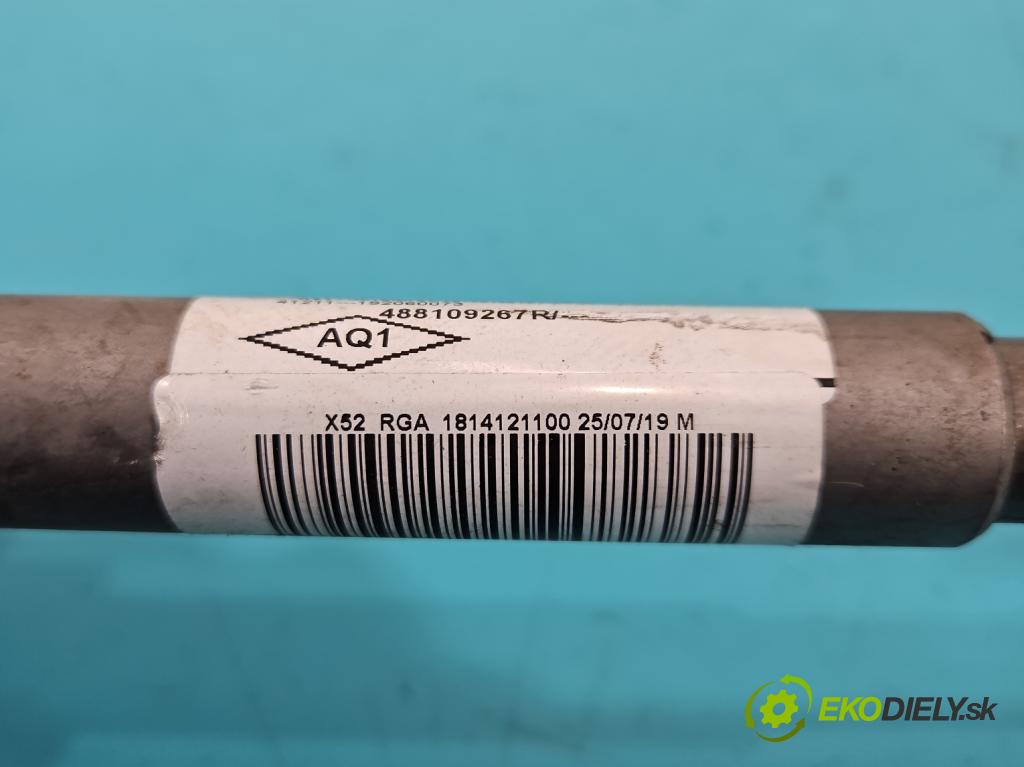 488109267R/
AQ1
X52 RGA 1814121100 25/07/19 M
EKODIELY.sk